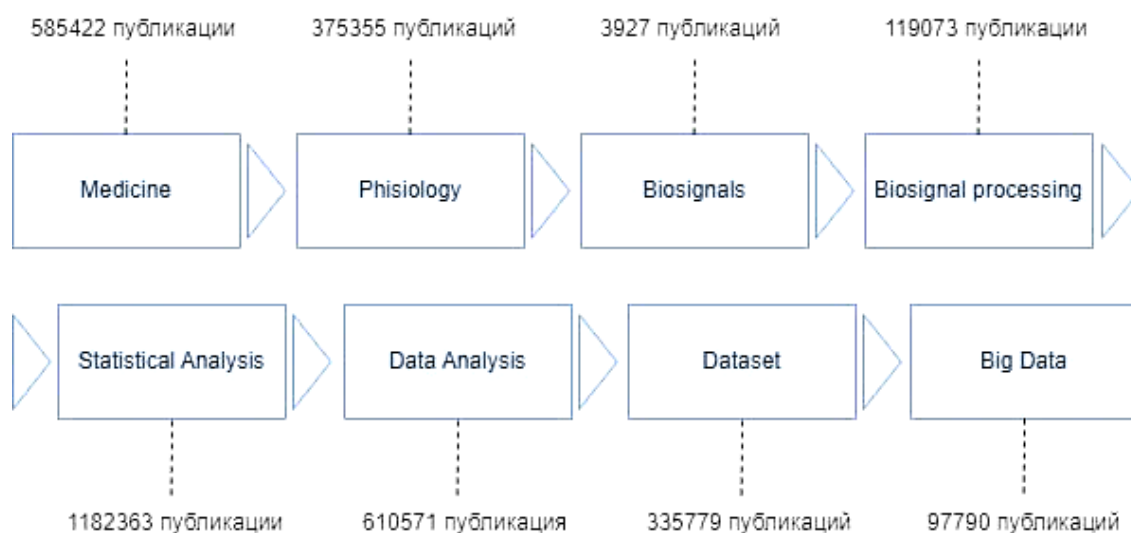 585422 публикации
375355 публикаций
3927 публикаций
119073 публикации
Medicine
Phisiology
Biosignals
Biosignal processing
Statistical Analysis
Data Analysis
Dataset
Big Data
1182363 публикации
610571 публикация
335779 публикаций
97790 публикаций